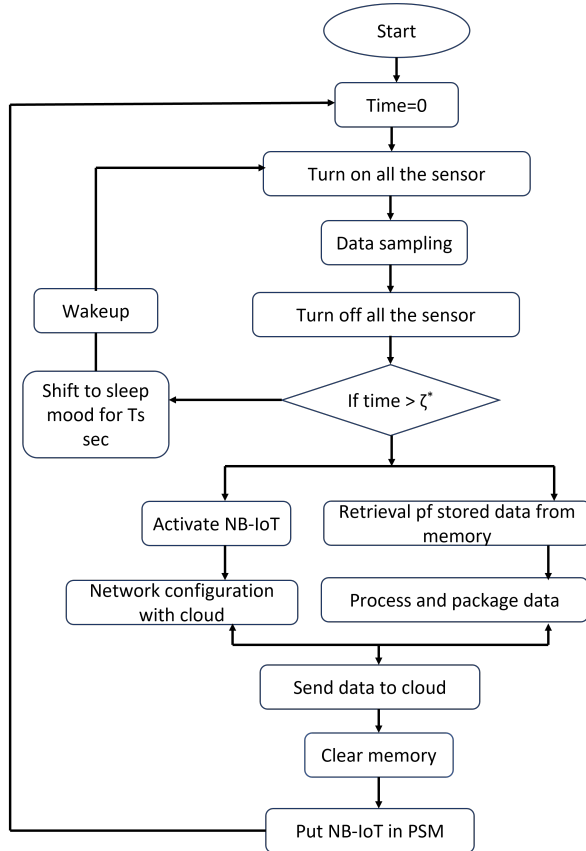 Start
Time=0
Turn on all the sensor
Data sampling
Wakeup
Turn off all the sensor
Shift to sleep
mood for Ts
sec
If time > ζ*
Activate NB-IoT
Retrieval pf stored data from
memory
Network configuration
with cloud
Process and package data
Send data to cloud
Clear memory
Put NB-IoT in PSM